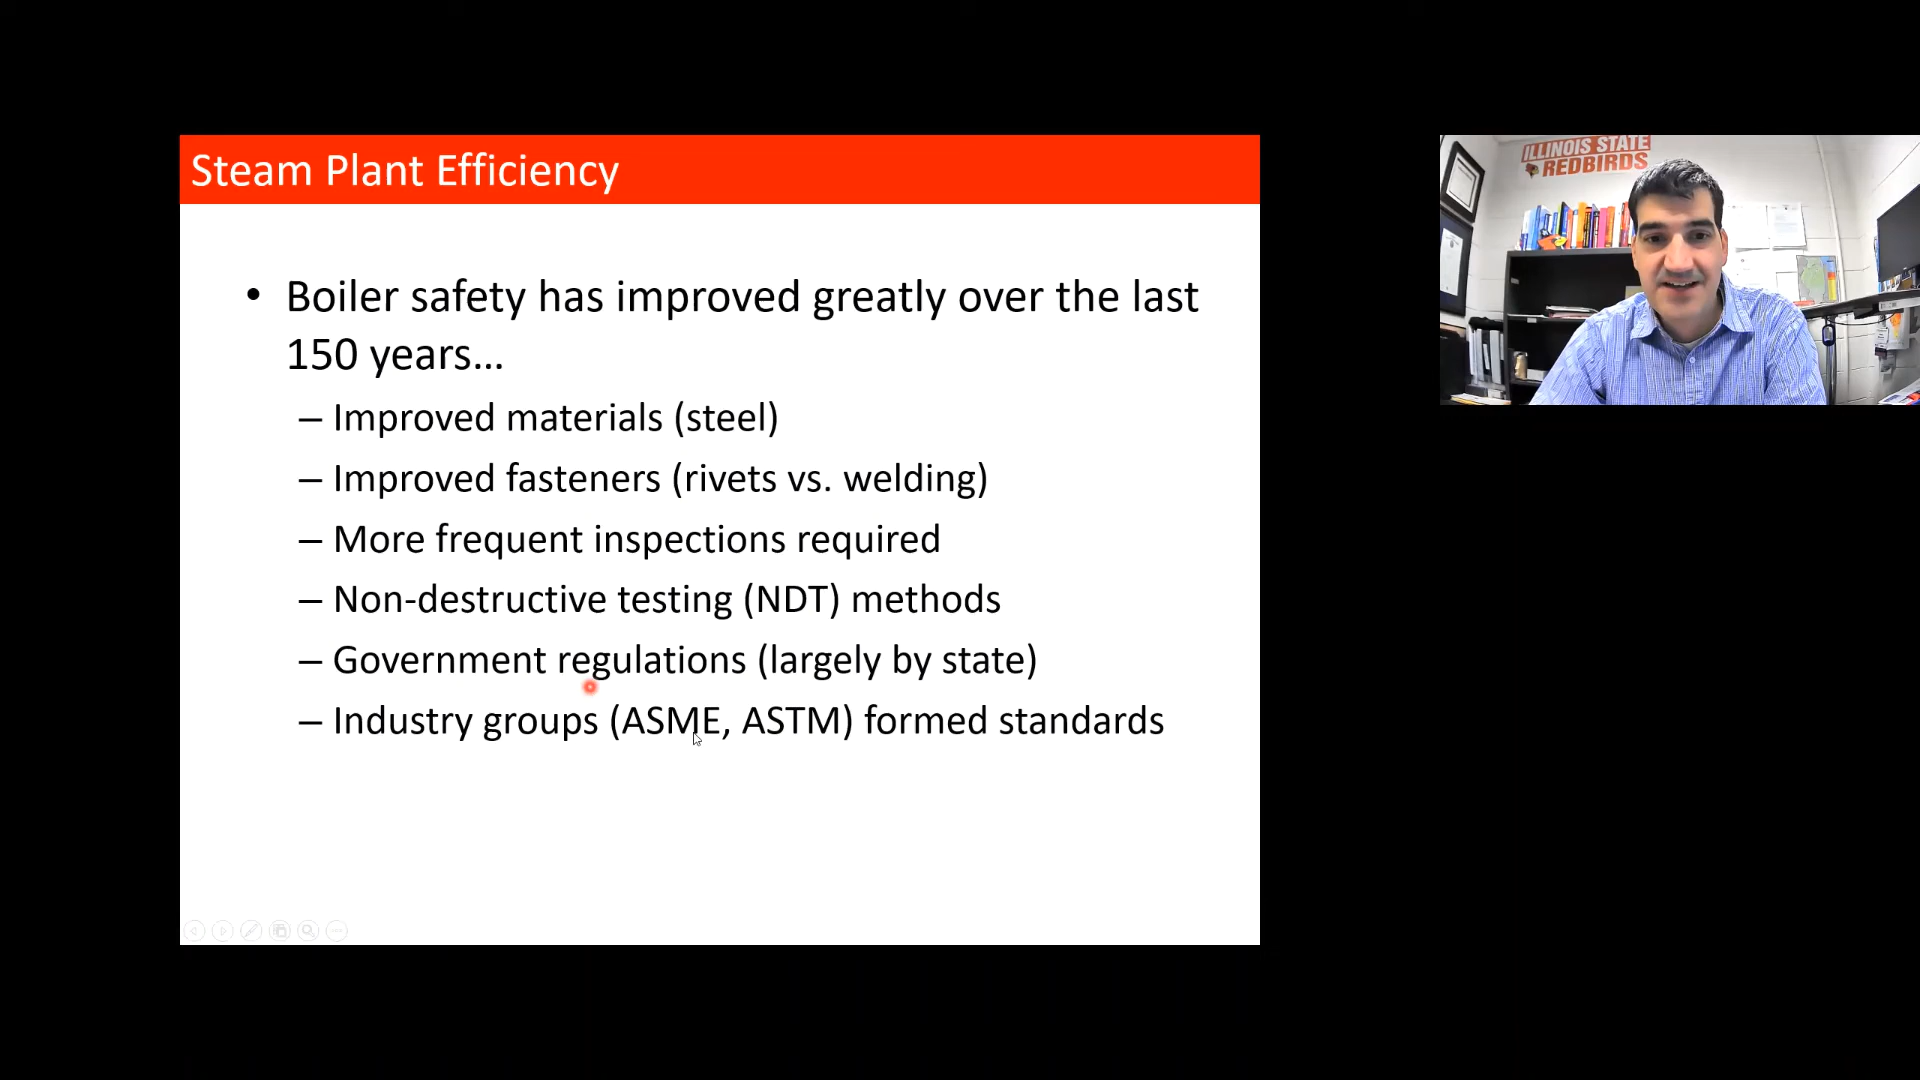 Steam Plant Efficiency
• Boiler safety has improved greatly over the last
150 years…
– Improved materials (steel)
– Improved fasteners (rivets vs. welding)
– More frequent inspections required
– Non-destructive testing (NDT) methods
– Government regulations (largely by state)
– Industry groups (ASME, ASTM) formed standards
ILLINOIS STATE
REDBIRDS